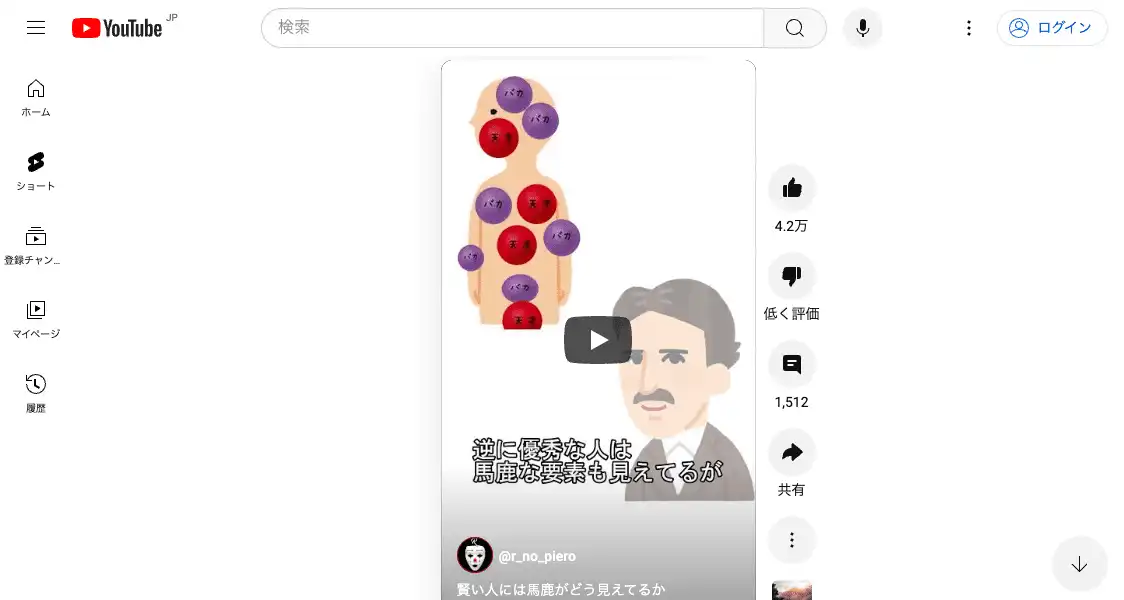 YouTube JP
検索
ログイン
ホーム
ショート
登録チャン...
マイページ
履歴
バカ
バカ
天才
バカ
天才
バカ
天才
バカ
バカ
天才
逆に優秀な人は
馬鹿な要素も見えてるが
@r_no_piero
賢い人には馬鹿がどう見えてるか
4.2万
低く評価
1,512
共有